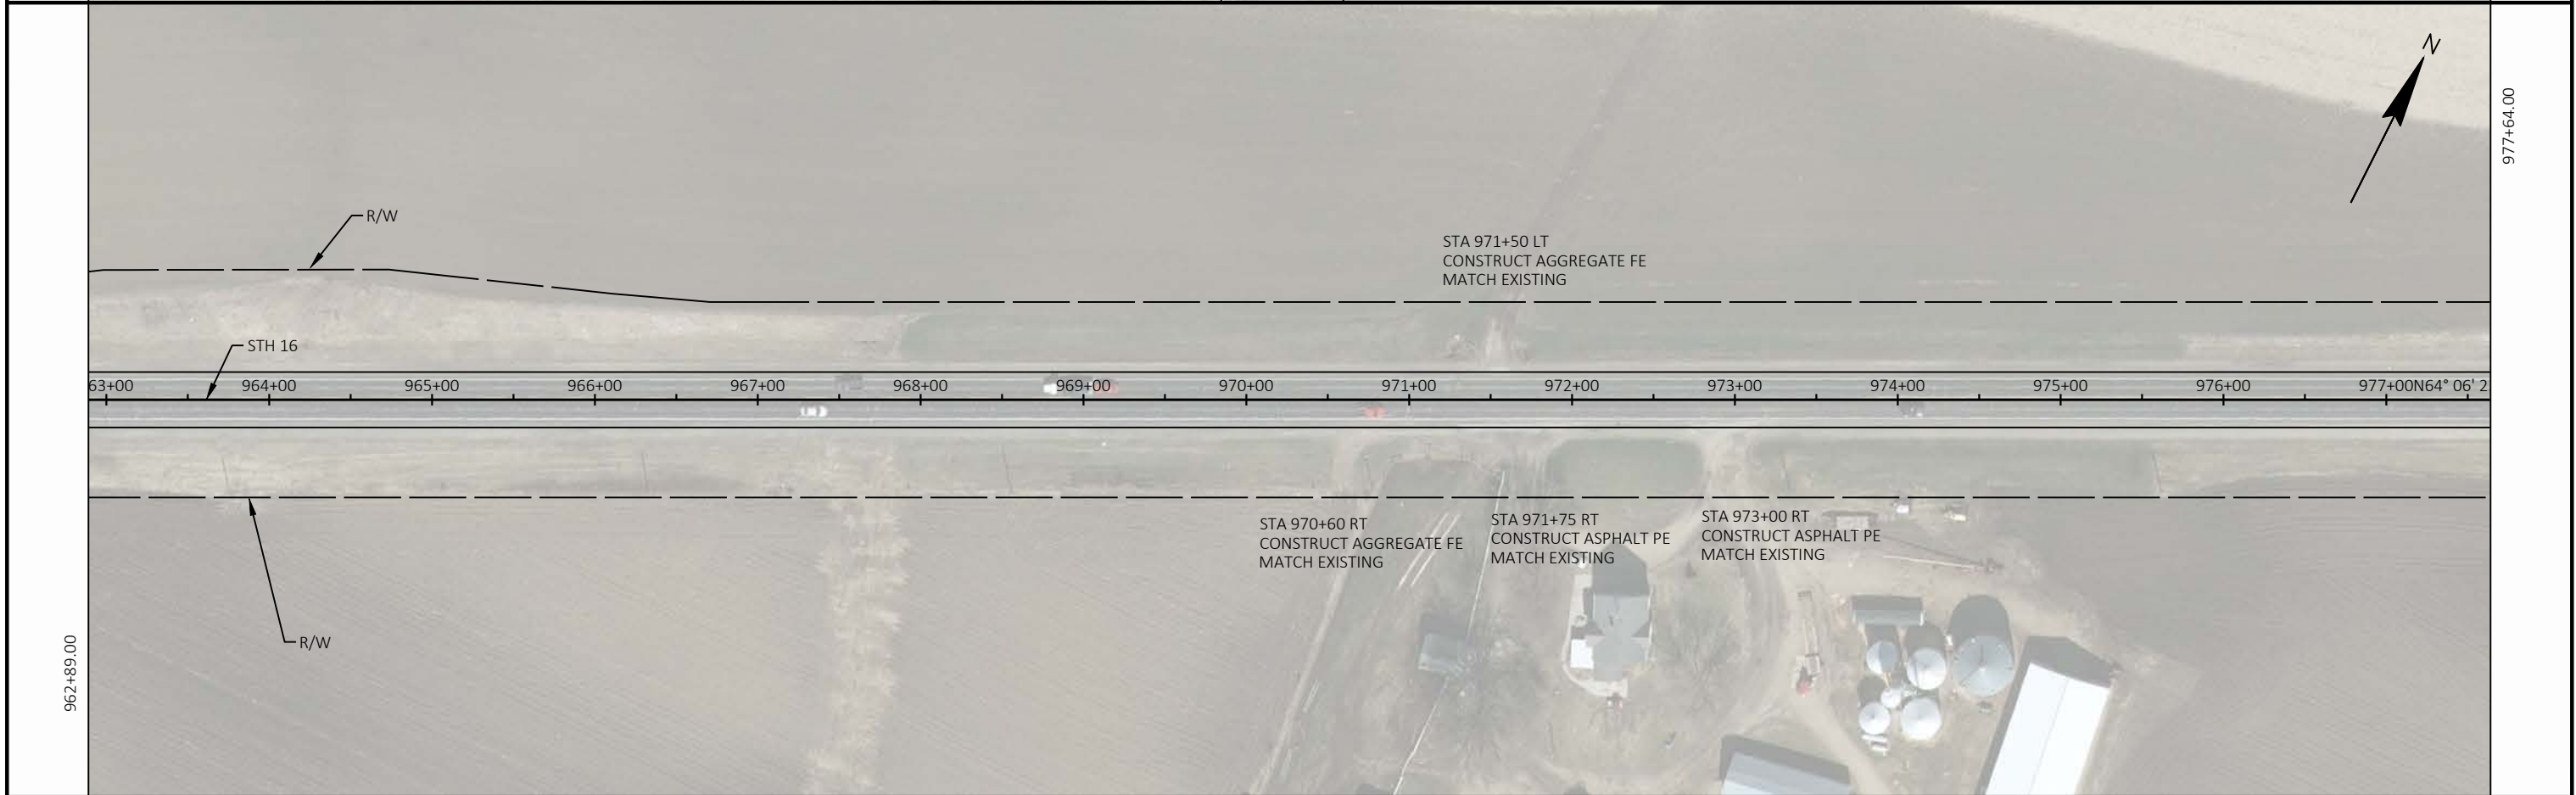 N
977+64.00
R/W
STA 971+50 LT
CONSTRUCT AGGREGATE FE
MATCH EXISTING
STH 16
63+00 964+00 965+00 966+00 967+00 968+00 969+00 970+00 971+00 972+00 973+00 974+00 975+00 976+00 977+00 N64° 06' 2
STA 970+60 RT
CONSTRUCT AGGREGATE FE
MATCH EXISTING
STA 971+75 RT
CONSTRUCT ASPHALT PE
MATCH EXISTING
STA 973+00 RT
CONSTRUCT ASPHALT PE
MATCH EXISTING
R/W
962+89.00